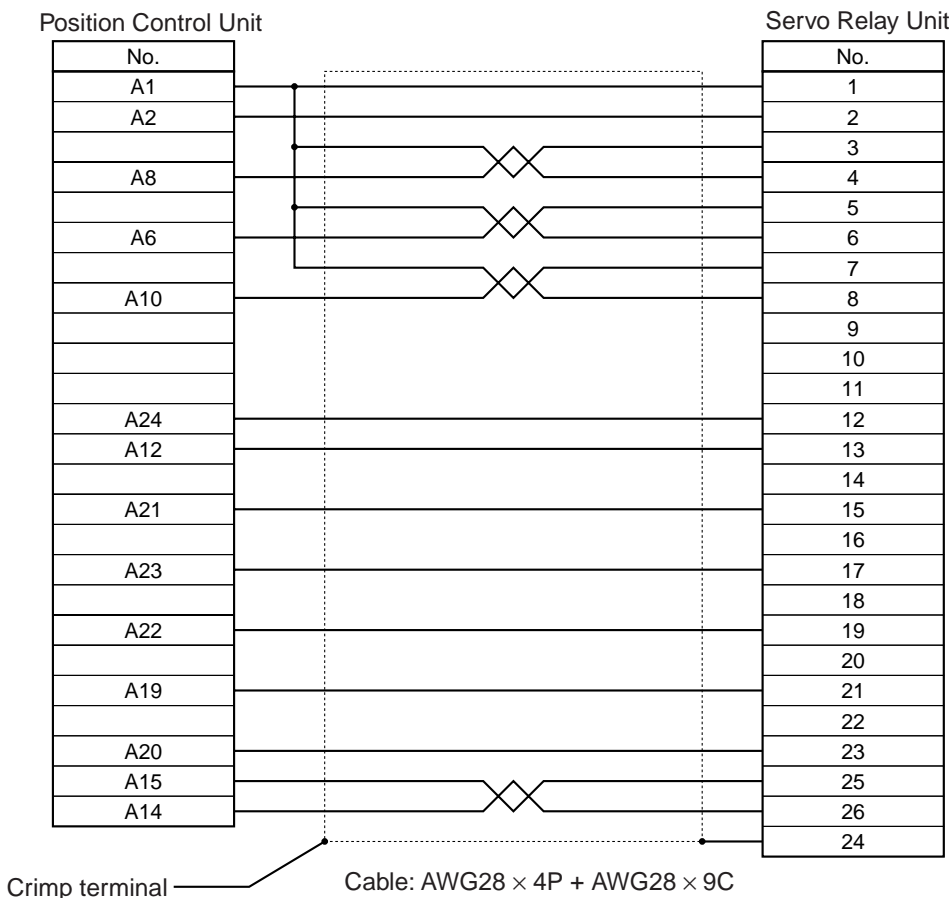 Position Control Unit Servo Relay Unit
No. No.
A1 1
A2 2
3
A8 4
5
A6 6
7
A10 8
9
10
11
A24 12
A12 13
14
A21 15
16
A23 17
18
A22 19
20
A19 21
22
A20 23
A15 25
A14 26
24
Crimp terminal Cable: AWG28 × 4P + AWG28 × 9C